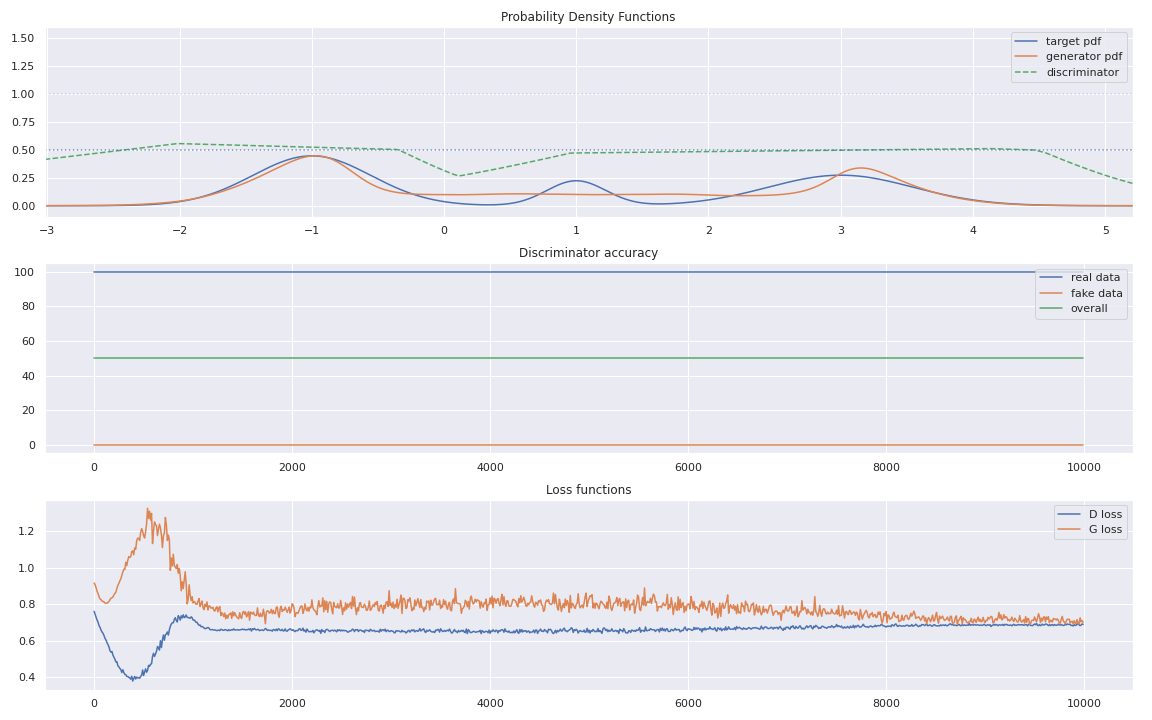 Probability Density Functions
1.50
1.25
1.00
0.75
0.50
0.25
0.00
target pdf
generator pdf
discriminator
−3 −2 −1 0 1 2 3 4 5
Discriminator accuracy
100
80
60
40
20
0
real data
fake data
overall
0 2000 4000 6000 8000 10000
Loss functions
1.2
1.0
0.8
0.6
0.4
D loss
G loss
0 2000 4000 6000 8000 10000